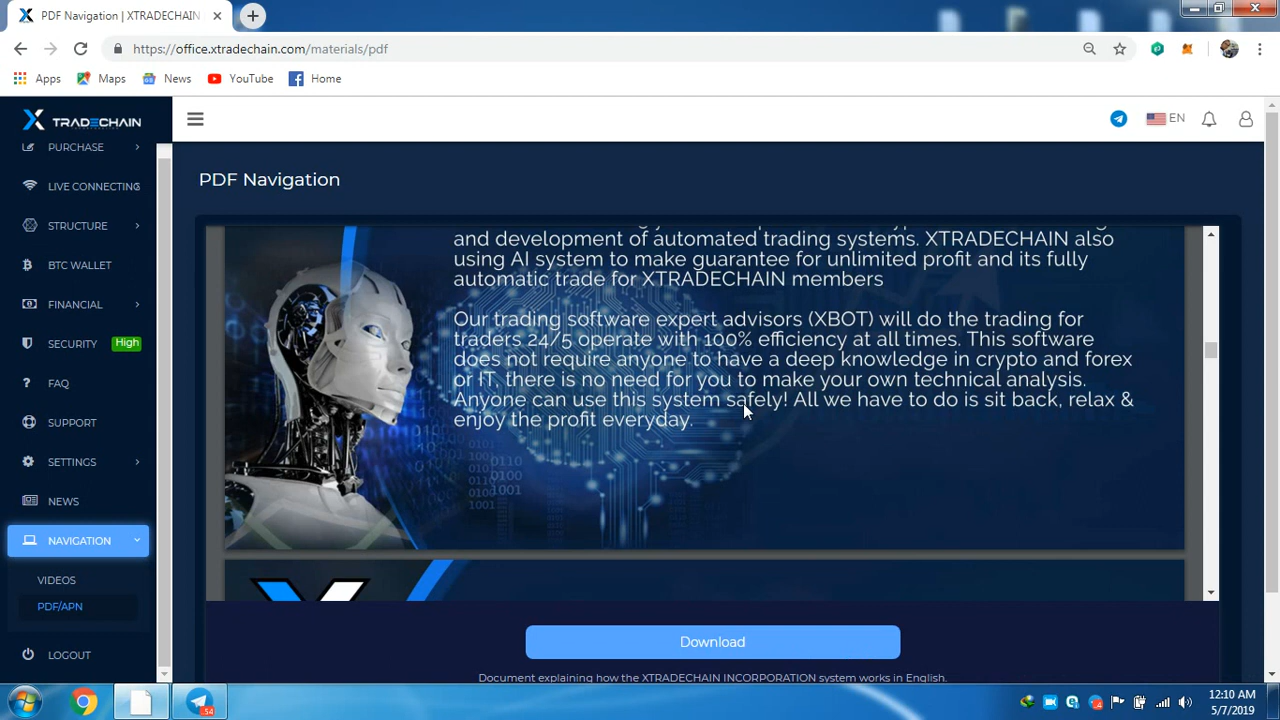 PDF Navigation | XTRADECHAIN
https://office.xtradechain.com/materials/pdf
Apps Maps News YouTube Home
TRADECHAIN
EN
PURCHASE
LIVE CONNECTING
STRUCTURE
BTC WALLET
FINANCIAL
SECURITY High
FAQ
SUPPORT
SETTINGS
NEWS
NAVIGATION
VIDEOS
PDF/APN
LOGOUT
PDF Navigation
and development of automated trading systems. XTRADECHAIN also
using AI system to make guarantee for unlimited profit and its fully
automatic trade for XTRADECHAIN members
Our trading software expert advisors (XBOT) will do the trading for
traders 24/5 operate with 100% efficiency at all times. This software
does not require anyone to have a deep knowledge in crypto and forex
or IT, there is no need for you to make your own technical analysis.
Anyone can use this system safely! All we have to do is sit back, relax &
enjoy the profit everyday.
0110
0100
1001
Download
Document explaining how the XTRADECHAIN INCORPORATION system works in English.
54
12:10 AM
5/7/2019